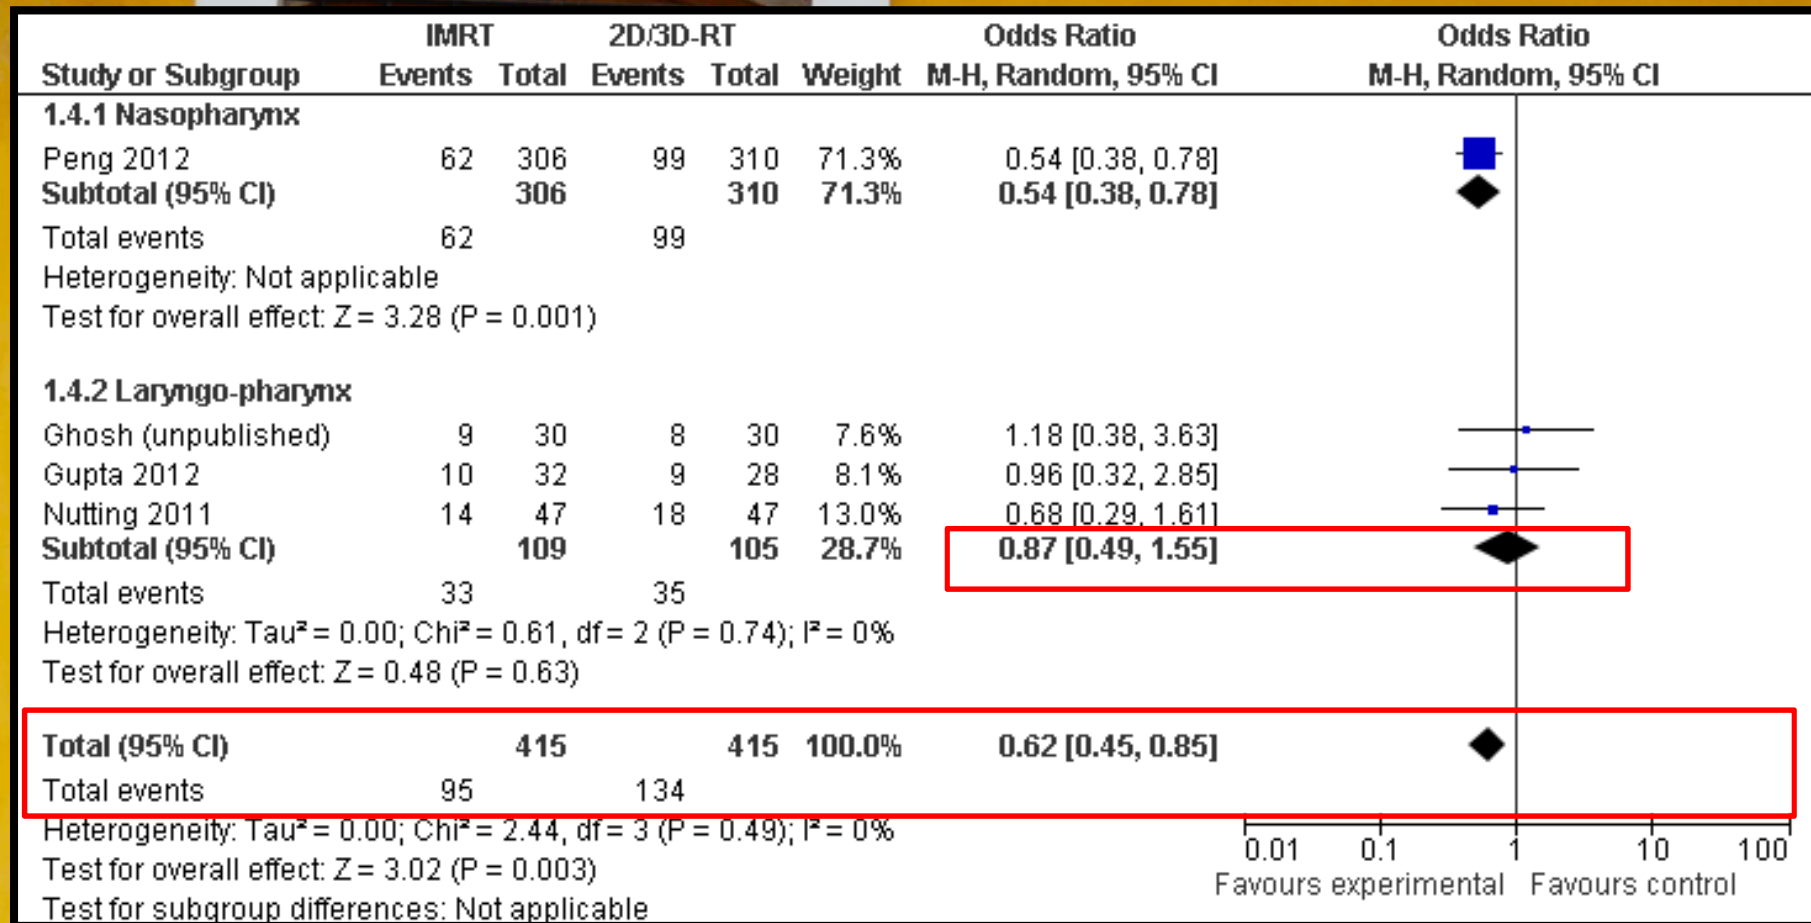 IMRT 2D/3D-RT Odds Ratio Odds Ratio
Study or Subgroup Events Total Events Total Weight M-H, Random, 95% CI M-H, Random, 95% CI
1.4.1 Nasopharynx
Peng 2012 62 306 99 310 71.3% 0.54 [0.38, 0.78]
Subtotal (95% CI) 306 310 71.3% 0.54 [0.38, 0.78]
Total events 62 99
Heterogeneity: Not applicable
Test for overall effect: Z = 3.28 (P = 0.001)
1.4.2 Laryngo-pharynx
Ghosh (unpublished) 9 30 8 30 7.6% 1.18 [0.38, 3.63]
Gupta 2012 10 32 9 28 8.1% 0.96 [0.32, 2.85]
Nutting 2011 14 47 18 47 13.0% 0.68 [0.29, 1.61]
Subtotal (95% CI) 109 105 28.7% 0.87 [0.49, 1.55]
Total events 33 35
Heterogeneity: Tau² = 0.00; Chi² = 0.61, df = 2 (P = 0.74); I² = 0%
Test for overall effect: Z = 0.48 (P = 0.63)
Total (95% CI) 415 415 100.0% 0.62 [0.45, 0.85]
Total events 95 134
Heterogeneity: Tau² = 0.00; Chi² = 2.44, df = 3 (P = 0.49); I² = 0%
Test for overall effect: Z = 3.02 (P = 0.003)
Test for subgroup differences: Not applicable
0.01 0.1 1 10 100
Favours experimental Favours control